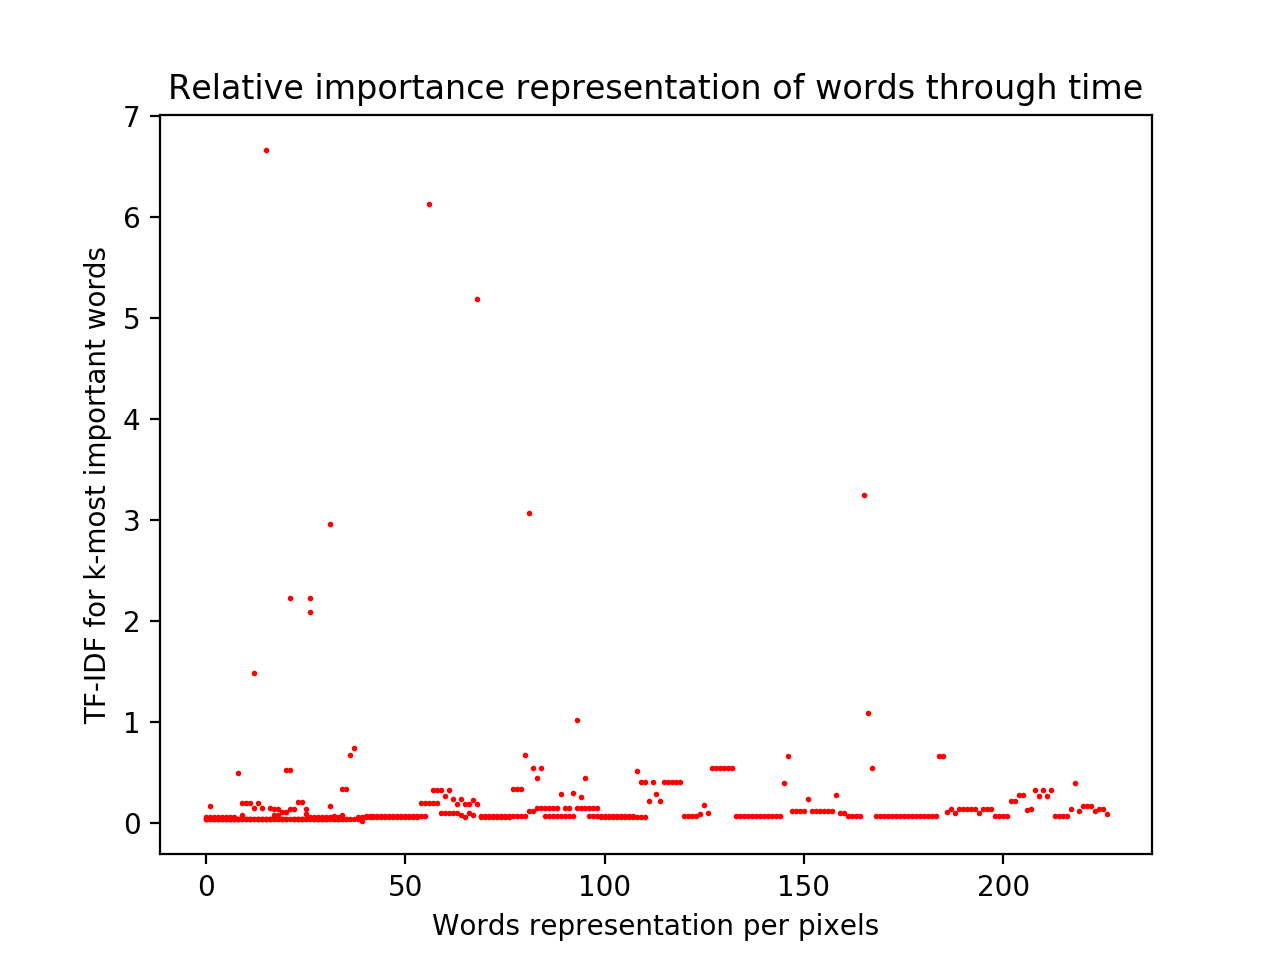 Relative importance representation of words through time
TF-IDF for k-most important words
7
6
5
4
3
2
1
0
0 50 100 150 200
Words representation per pixels